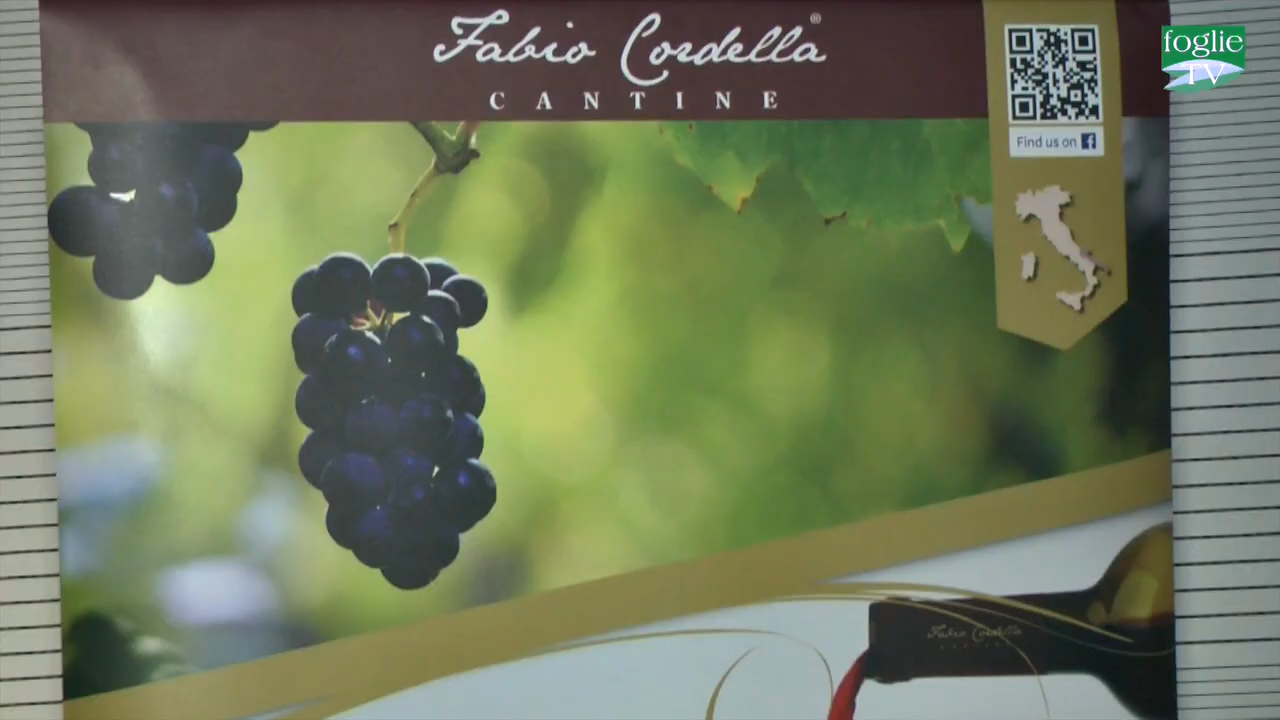 Fabio Cordella®
CANTINE
Find us on f
foglie
TV
Fabio Cordella